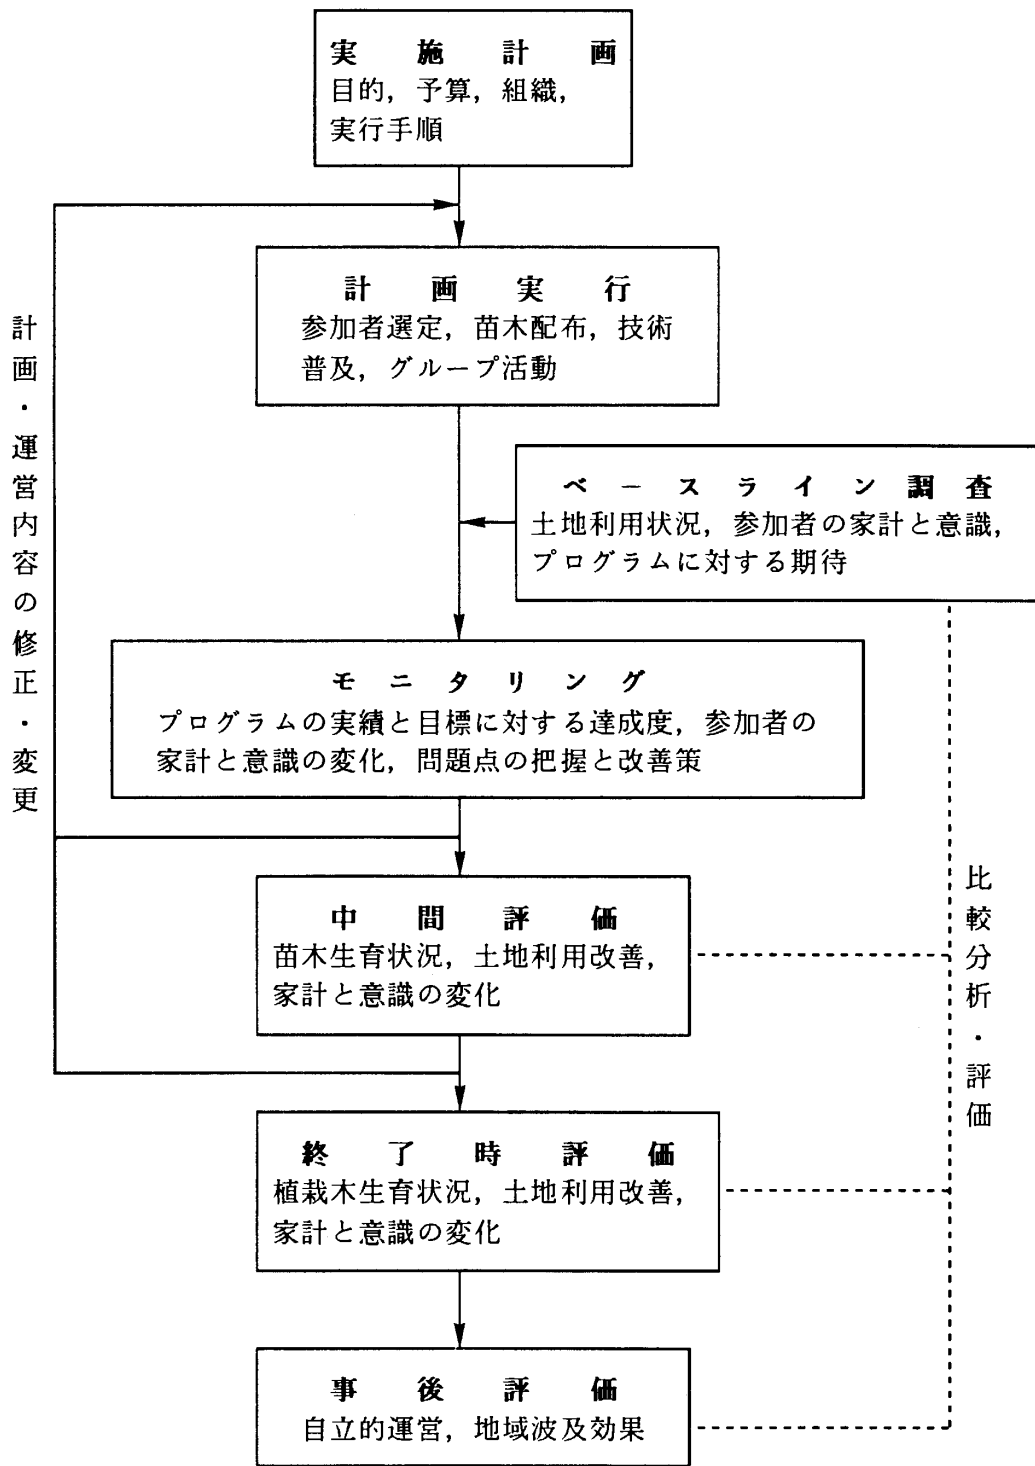 実施計画
目的，予算，組織，
実行手順
計画実行
参加者選定，苗木配布，技術
普及，グループ活動
ベースライン調査
土地利用状況，参加者の家計と意識，
プログラムに対する期待
モニタリング
プログラムの実績と目標に対する達成度，参加者の
家計と意識の変化，問題点の把握と改善策
中間評価
苗木生育状況，土地利用改善，
家計と意識の変化
終了時評価
植栽木生育状況，土地利用改善，
家計と意識の変化
事後評価
自立的運営，地域波及効果
計画・運営内容の修正・変更
比較分析・評価